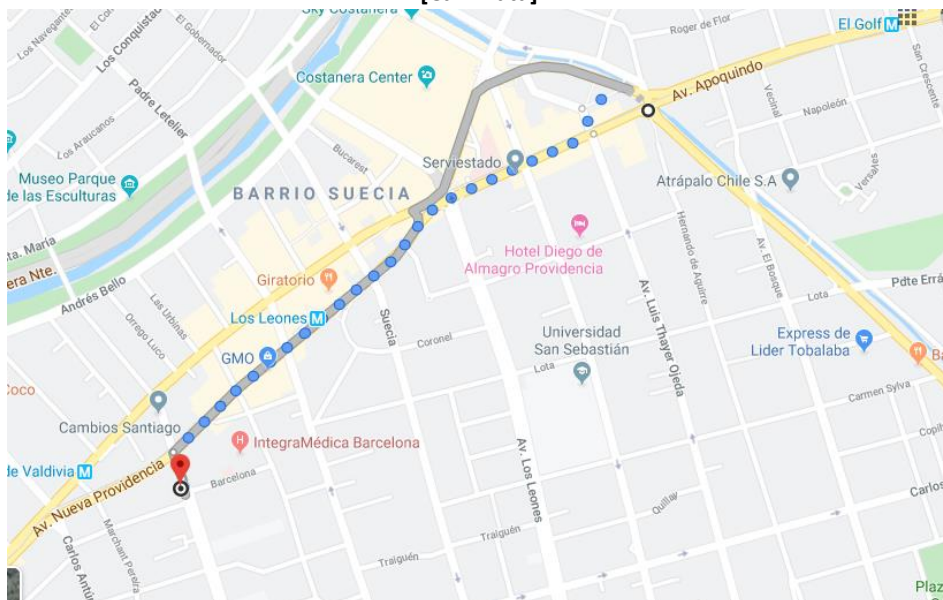 Sky Costanera
Roger de Flor
El Golf M
Los Navegantes
El Gobernador
Los Conquistad
Costanera Center
Av. Apoquindo
San Crescente
Padre Letelier
Vecinal
Napoleón
Los Araucanos
Bucarest
Serviestado
Versalles
Museo Parque
de las Esculturas
BARRIO SUECIA
Atrápalo Chile S.A
Hotel Diego de
Almagro Providencia
Hernando de Aguirre
Av. El Bosque
ta. María
era Nte.
Andrés Bello
Giratorio
Av. Luis Thayer Ojeda
Pdte Errá
Lota
Las Urbinas
Orrego Luco
Los Leones M
Suecia
Coronel
Universidad
San Sebastián
Express de
Lider Tobalaba
GMO
Lota
Coco
Carmen Sylva
Cambios Santiago
IntegraMédica Barcelona
Av. Los Leones
de Valdivia M
Av. Nueva Providencia
Barcelona
Carlos
Quillay
Traiguén
Traiguén
Marchant Pereira
Carlos Antú
Plaz